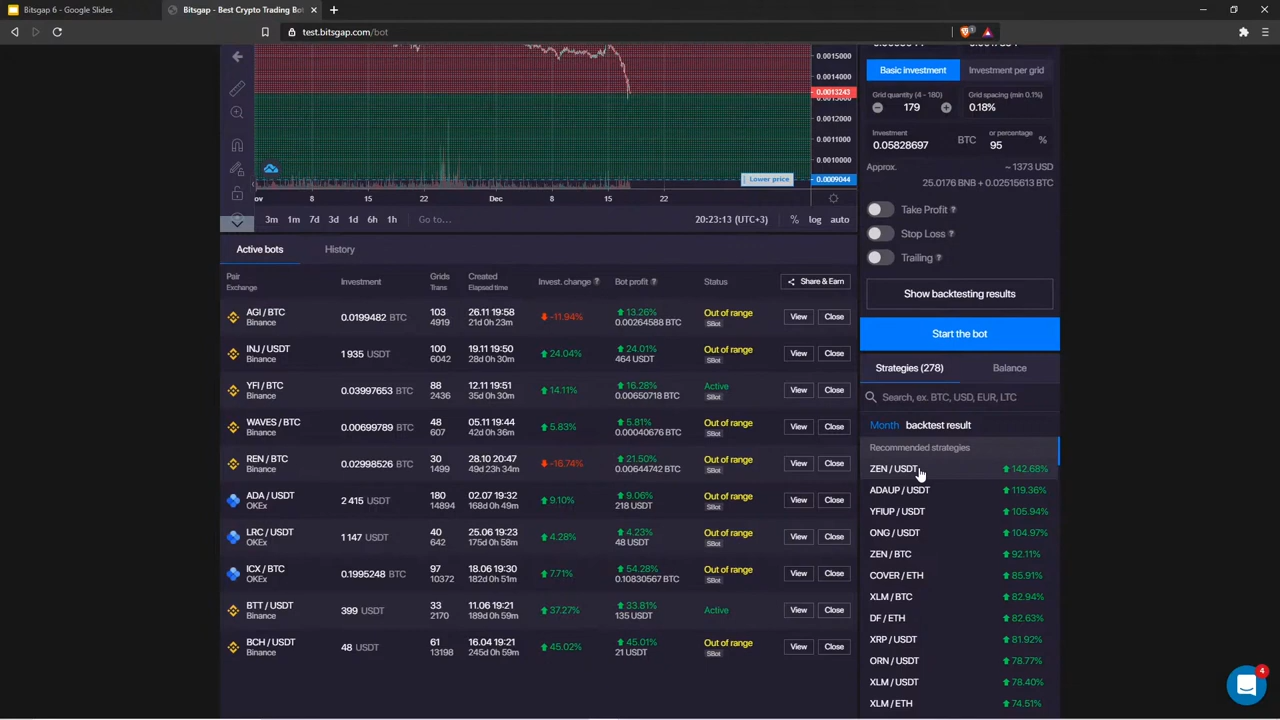 Bitsgap 6 - Google Slides
Bitsgap - Best Crypto Trading Bot
test.bitsgap.com/bot
0.0015000
0.0014000
0.0013243
0.0012000
0.0011000
0.0010000
Lower price
0.0009044
ov 8 15 22 Dec 8 15 22
3m 1m 7d 3d 1d 6h 1h Go to...
20:23:13 (UTC+3) % log auto
Active bots History
Pair
Exchange
Investment
Grids
Trans
Created
Elapsed time
Invest. change ?
Bot profit ?
Status
Share & Earn
AGI / BTC
Binance
0.0199482 BTC
103
4919
26.11 19:58
21d 0h 23m
-11.94%
13.26%
0.00264588 BTC
Out of range
SBot
View Close
INJ / USDT
Binance
1 935 USDT
100
6042
19.11 19:50
28d 0h 30m
24.04%
24.01%
464 USDT
Out of range
SBot
View Close
YFI / BTC
Binance
0.03997653 BTC
88
2436
12.11 19:51
35d 0h 30m
14.11%
16.28%
0.00650718 BTC
Active
SBot
View Close
WAVES / BTC
Binance
0.00699789 BTC
48
607
05.11 19:44
42d 0h 36m
5.83%
5.81%
0.00040676 BTC
Out of range
SBot
View Close
REN / BTC
Binance
0.02998526 BTC
30
1499
28.10 20:47
49d 23h 34m
-16.74%
21.50%
0.00644742 BTC
Out of range
SBot
View Close
ADA / USDT
OKEx
2 415 USDT
180
14894
02.07 19:32
168d 0h 49m
9.10%
9.06%
218 USDT
Out of range
SBot
View Close
LRC / USDT
OKEx
1 147 USDT
40
642
25.06 19:23
175d 0h 58m
4.28%
4.23%
48 USDT
Out of range
SBot
View Close
ICX / BTC
OKEx
0.1995248 BTC
97
10372
18.06 19:30
182d 0h 51m
7.71%
54.28%
0.10830567 BTC
Out of range
SBot
View Close
BTT / USDT
Binance
399 USDT
33
2170
11.06 19:21
189d 0h 59m
37.27%
33.81%
135 USDT
Active
View Close
BCH / USDT
Binance
48 USDT
61
13198
16.04 19:21
245d 0h 59m
45.02%
45.01%
21 USDT
Out of range
SBot
View Close
Basic investment Investment per grid
Grid quantity (4 - 180)
179
Grid spacing (min 0.1%)
0.18%
Investment
0.05828697 BTC
or percentage
95 %
Approx. ~ 1373 USD
25.0176 BNB + 0.02515613 BTC
Take Profit ?
Stop Loss ?
Trailing ?
Show backtesting results
Start the bot
Strategies (278) Balance
Search, ex. BTC, USD, EUR, LTC
Month backtest result
Recommended strategies
ZEN / USDT 142.68%
ADAUP / USDT 119.36%
YFIUP / USDT 105.94%
ONG / USDT 104.97%
ZEN / BTC 92.11%
COVER / ETH 85.91%
XLM / BTC 82.94%
DF / ETH 82.63%
XRP / USDT 81.92%
ORN / USDT 78.77%
XLM / USDT 78.40%
XLM / ETH 74.51%
4